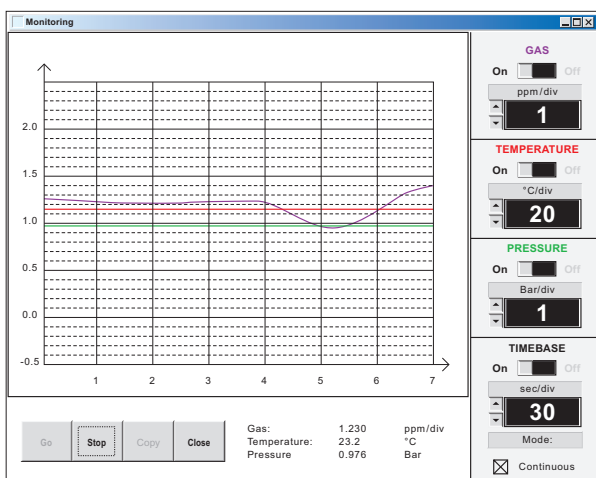 Monitoring
2.0
1.5
1.0
0.5
0.0
-0.5
1 2 3 4 5 6 7
Go Stop Copy Close
Gas: 1.230 ppm/div
Temperature: 23.2 °C
Pressure 0.976 Bar
GAS
On Off
ppm/div
1
TEMPERATURE
On Off
°C/div
20
PRESSURE
On Off
Bar/div
1
TIMEBASE
On Off
sec/div
30
Mode:
Continuous